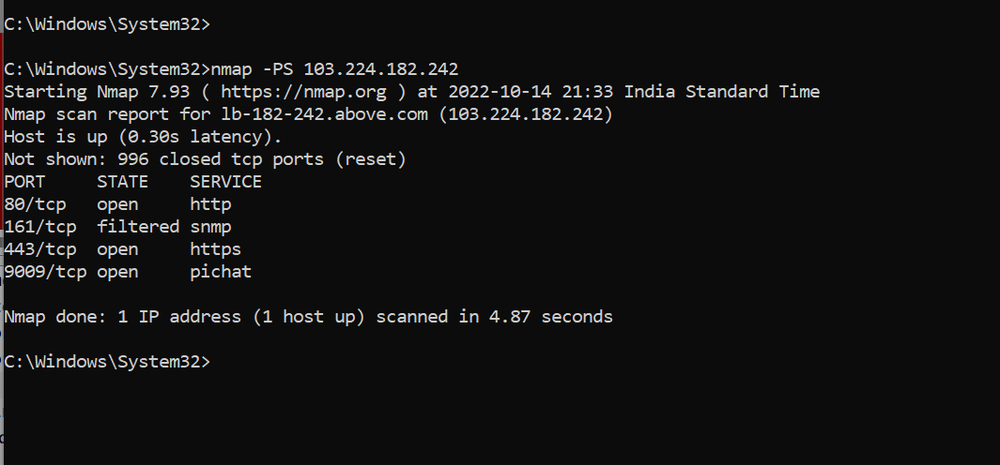 C:\Windows\System32>
C:\Windows\System32>nmap -PS 103.224.182.242
Starting Nmap 7.93 ( https://nmap.org ) at 2022-10-14 21:33 India Standard Time
Nmap scan report for lb-182-242.above.com (103.224.182.242)
Host is up (0.30s latency).
Not shown: 996 closed tcp ports (reset)
PORT     STATE    SERVICE
80/tcp   open     http
161/tcp  filtered snmp
443/tcp  open     https
9009/tcp open     pichat
Nmap done: 1 IP address (1 host up) scanned in 4.87 seconds
C:\Windows\System32>